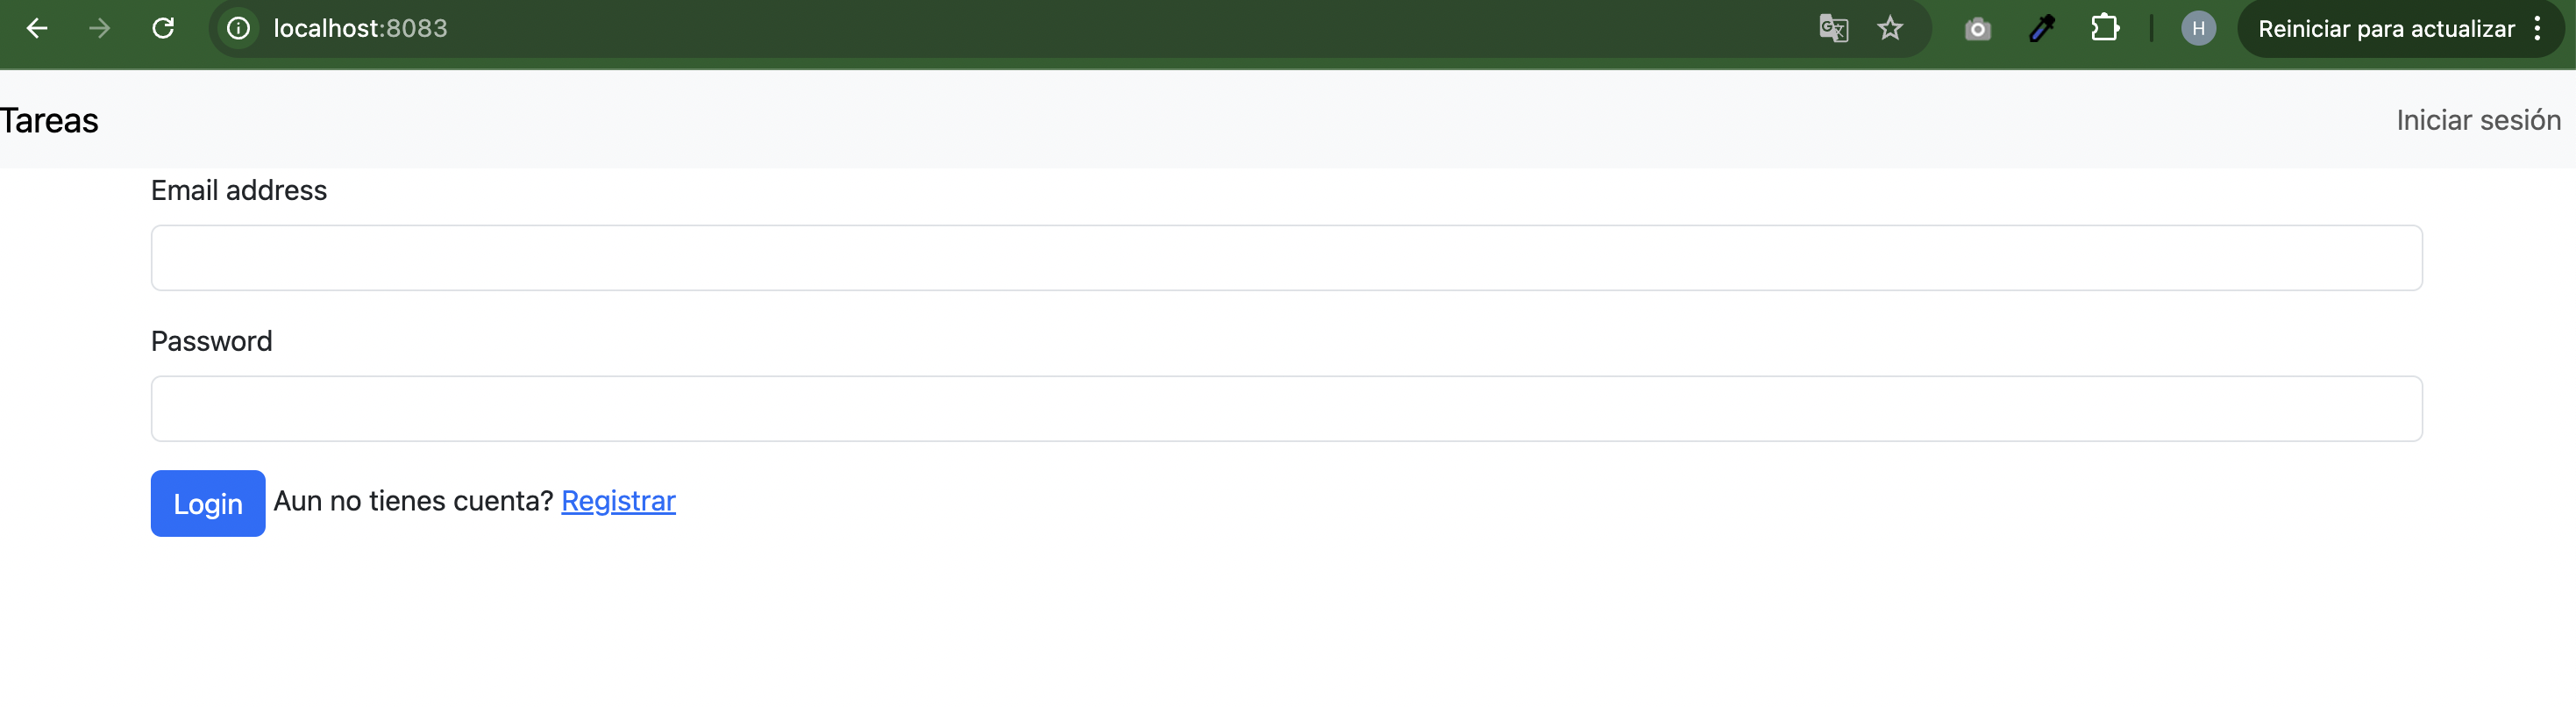 localhost:8083
H
Reiniciar para actualizar
Tareas
Iniciar sesión
Email address
Password
Login Aun no tienes cuenta? Registrar